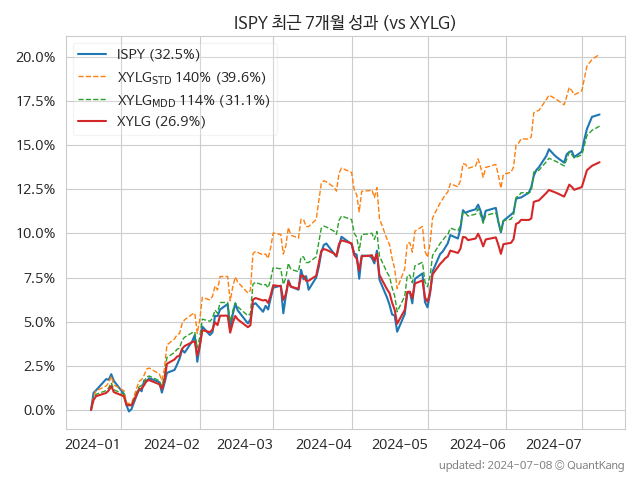 ISPY 최근 7개월 성과 (vs XYLG)
ISPY (32.5%)
XYLG_STD 140% (39.6%)
XYLG_MDD 114% (31.1%)
XYLG (26.9%)
20.0%
17.5%
15.0%
12.5%
10.0%
7.5%
5.0%
2.5%
0.0%
2024-01 2024-02 2024-03 2024-04 2024-05 2024-06 2024-07
updated: 2024-07-08 © QuantKang